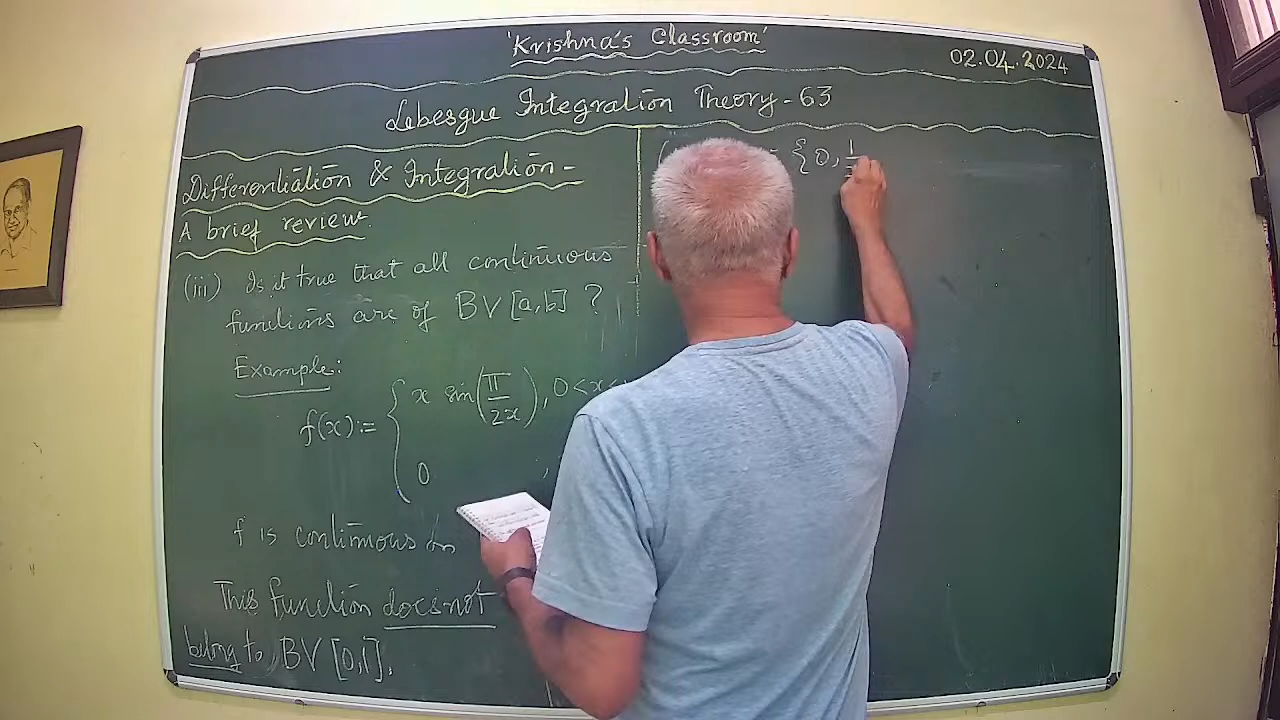 'Krishna's Classroom'
02.04.2024
Lebesgue Integration Theory - 63
Differentiation & Integration -
A brief review.
(iii) Is it true that all continuous
functions are of BV [a,b] ?
Example:
f(x):= { x sin(π/2x), 0<x≤
0 ,
f is continuous on
This function does not
belong to BV [0,1].
= {0, 1